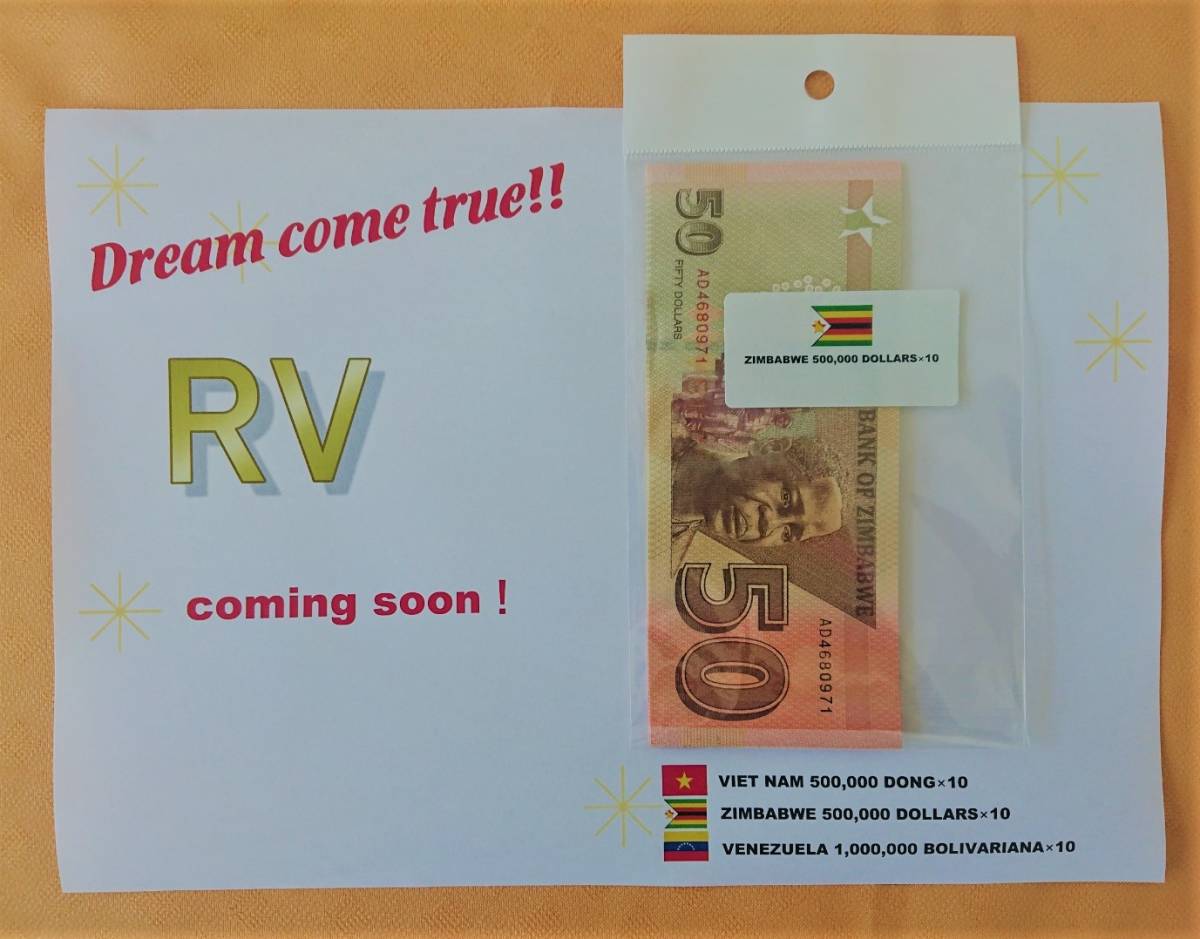 Dream come true!!
RV
coming soon !
50
FIFTY DOLLARS
AD4680971
ZIMBABWE 500,000 DOLLARS×10
BANK OF ZIMBABWE
50
AD4680971
VIET NAM 500,000 DONG×10
ZIMBABWE 500,000 DOLLARS×10
VENEZUELA 1,000,000 BOLIVARIANA×10